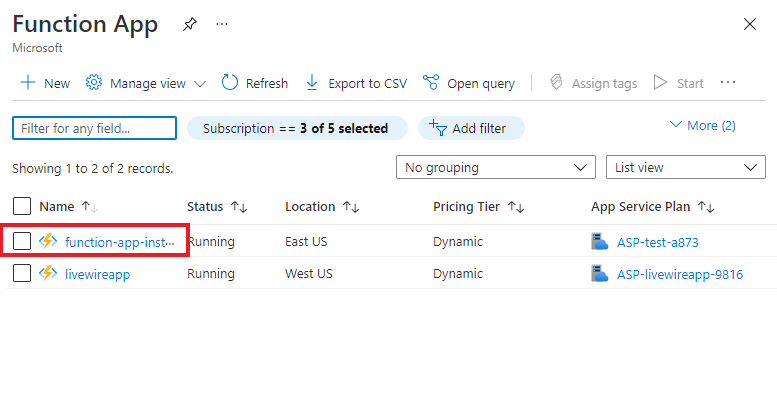 Function App
Microsoft
New Manage view Refresh Export to CSV Open query Assign tags Start
Filter for any field... Subscription == 3 of 5 selected Add filter More (2)
Showing 1 to 2 of 2 records. No grouping List view
Name Status Location Pricing Tier App Service Plan
function-app-inst... Running East US Dynamic ASP-test-a873
livewireapp Running West US Dynamic ASP-livewireapp-9816